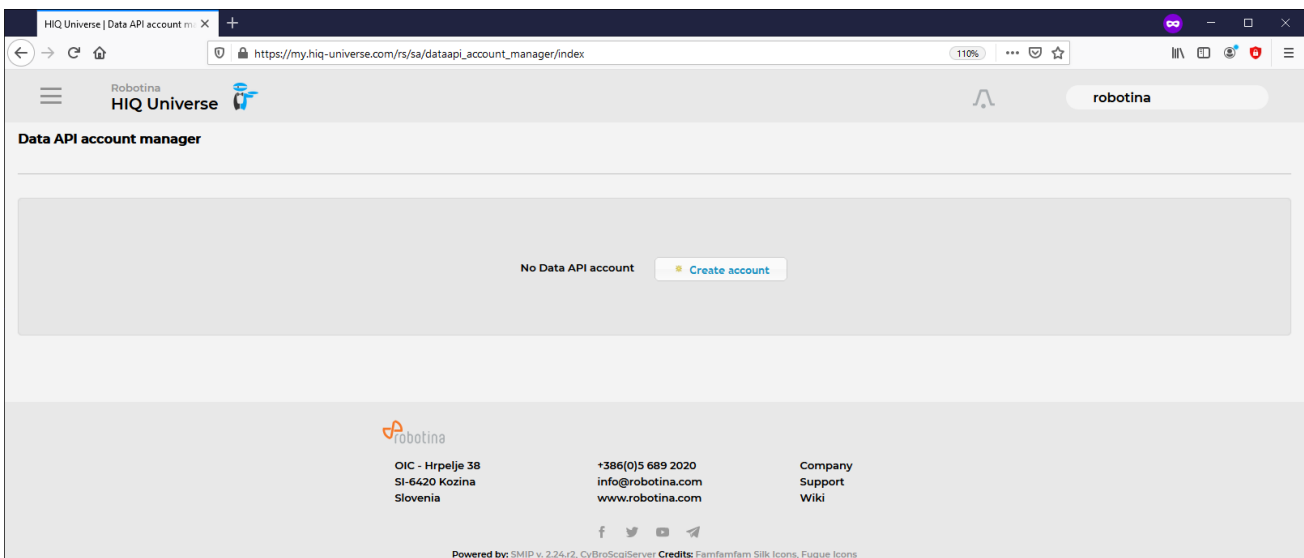 HIQ Universe | Data API account m
https://my.hiq-universe.com/rs/sa/dataapi_account_manager/index
110%
Robotina
HIQ Universe
robotina
Data API account manager
No Data API account
Create account
robotina
OIC - Hrpelje 38
SI-6420 Kozina
Slovenia
+386(0)5 689 2020
info@robotina.com
www.robotina.com
Company
Support
Wiki
Powered by: SMIP v. 2.24.r2, CyBroScgiServer Credits: Famfamfam Silk Icons, Fugue Icons